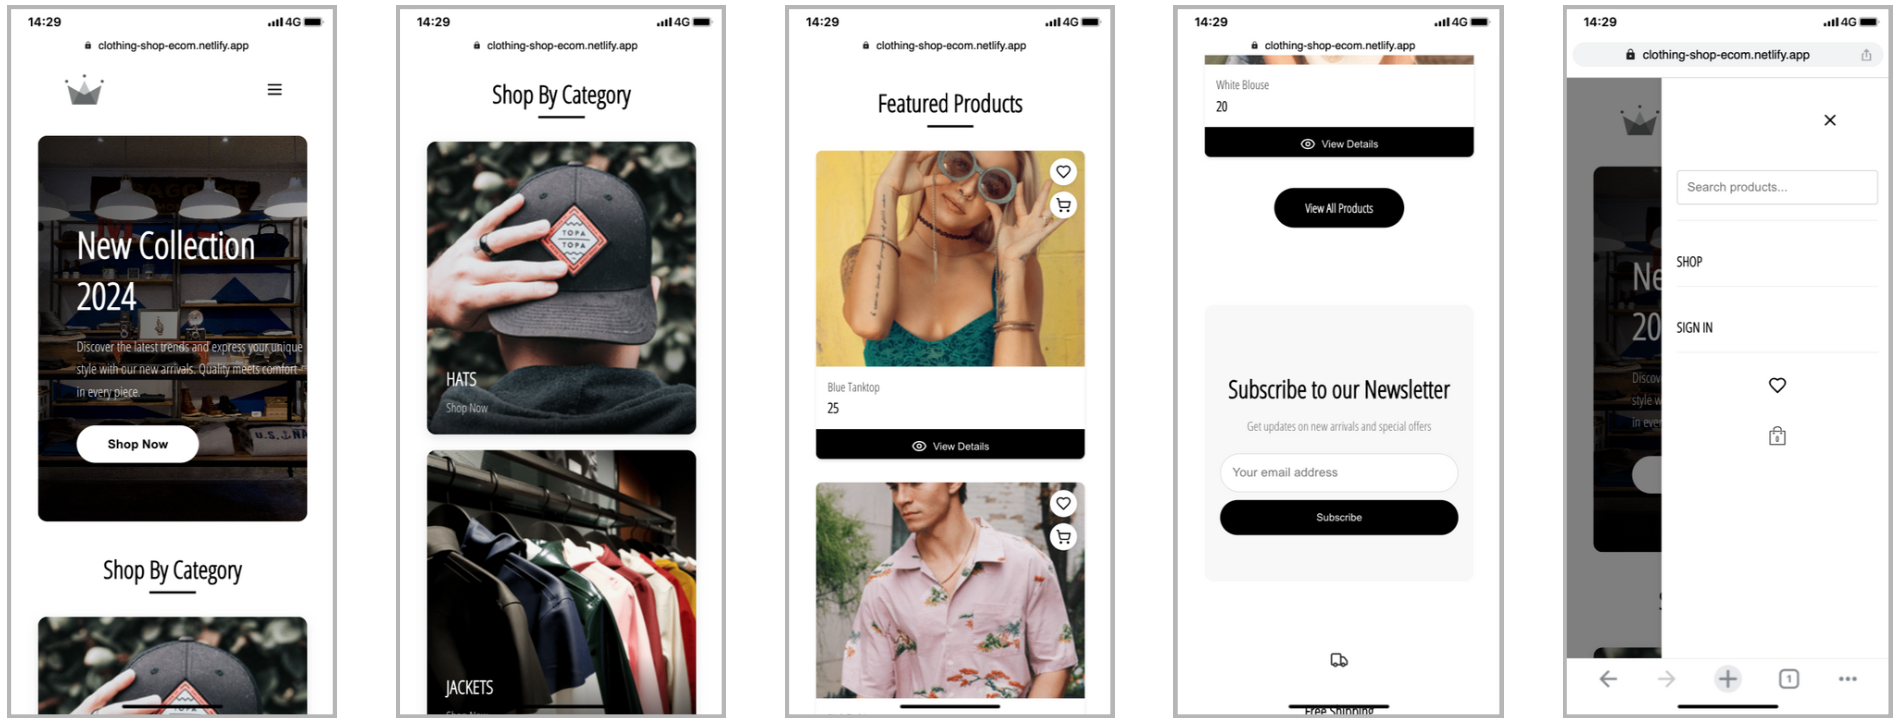 14:29
4G
clothing-shop-ecom.netlify.app
New Collection
2024
Discover the latest trends and express your unique
style with our new arrivals. Quality meets comfort
in every piece.
Shop Now
U.S.
Shop By Category
14:29
4G
clothing-shop-ecom.netlify.app
Shop By Category
TOPA
TOPA
HATS
Shop Now
JACKETS
Shop Now
14:29
4G
clothing-shop-ecom.netlify.app
Featured Products
Blue Tanktop
25
View Details
14:29
4G
clothing-shop-ecom.netlify.app
White Blouse
20
View Details
View All Products
Subscribe to our Newsletter
Get updates on new arrivals and special offers
Your email address
Subscribe
Free Shipping
14:29
4G
clothing-shop-ecom.netlify.app
Search products...
Ne
20
SHOP
SIGN IN
Discov
style w
in ever
0
1